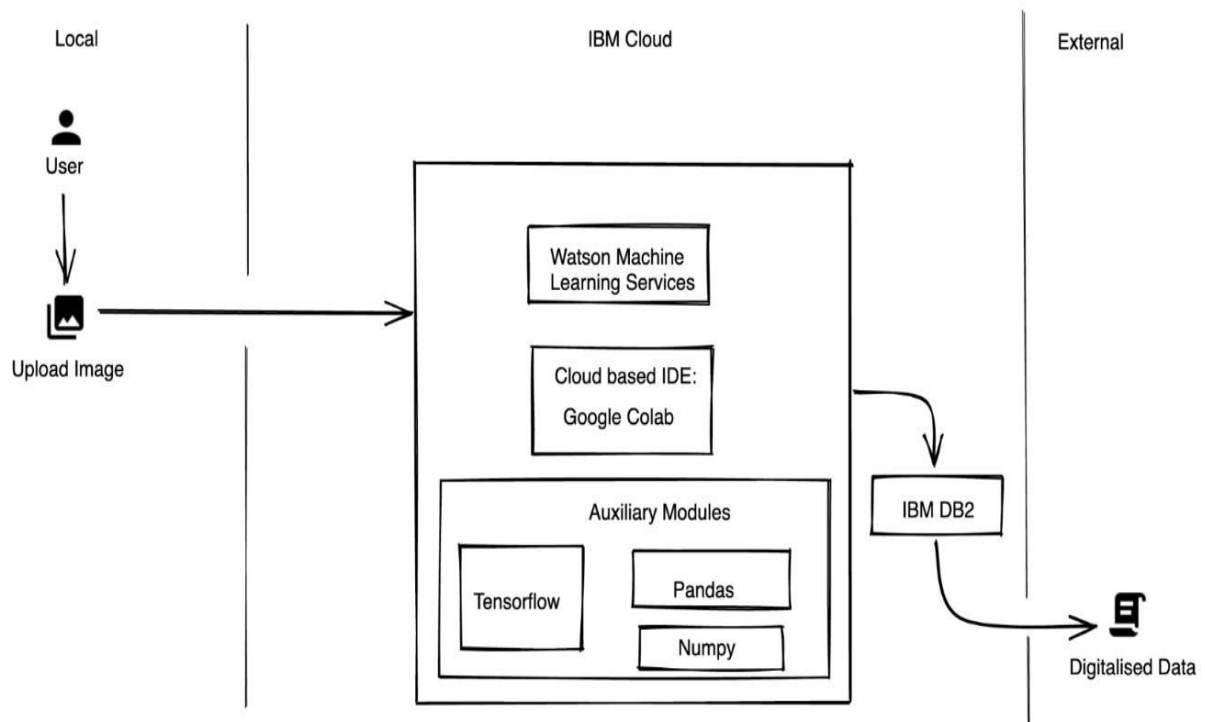 Local
IBM Cloud
External
User
Upload Image
Watson Machine
Learning Services
Cloud based IDE:
Google Colab
Auxiliary Modules
Tensorflow
Pandas
Numpy
IBM DB2
Digitalised Data